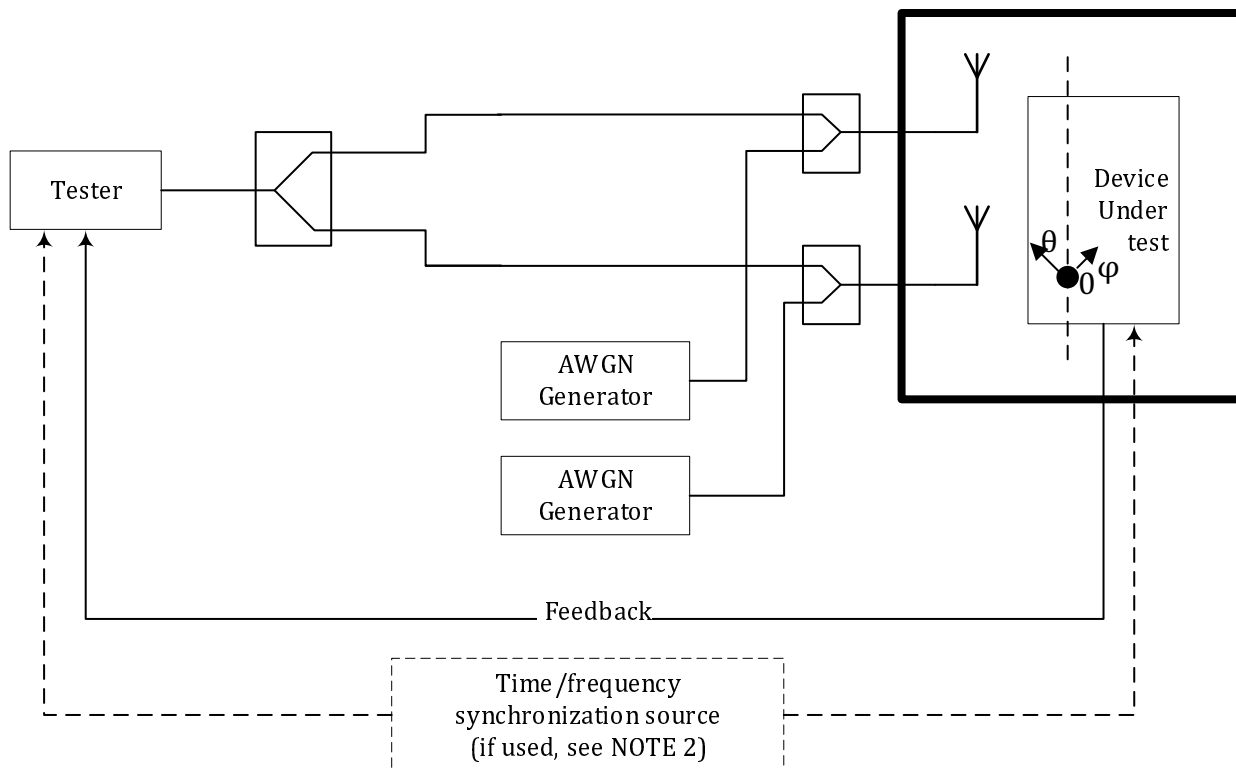 Tester
Device
Under
test
θ
0
φ
AWGN
Generator
AWGN
Generator
Feedback
Time/frequency
synchronization source
(if used, see NOTE 2)